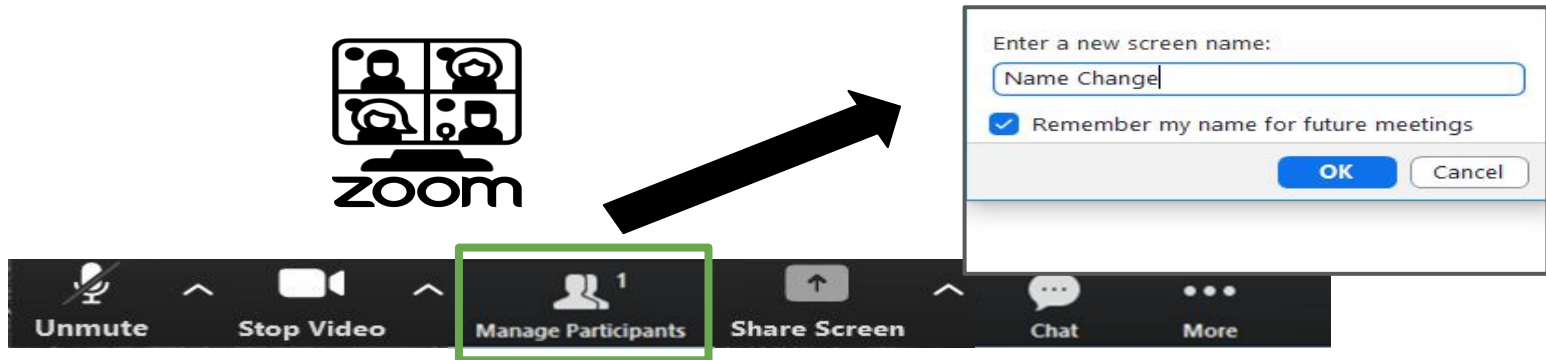 zoom
Enter a new screen name:
Name Change
Remember my name for future meetings
OK Cancel
1
Unmute Stop Video Manage Participants Share Screen Chat More